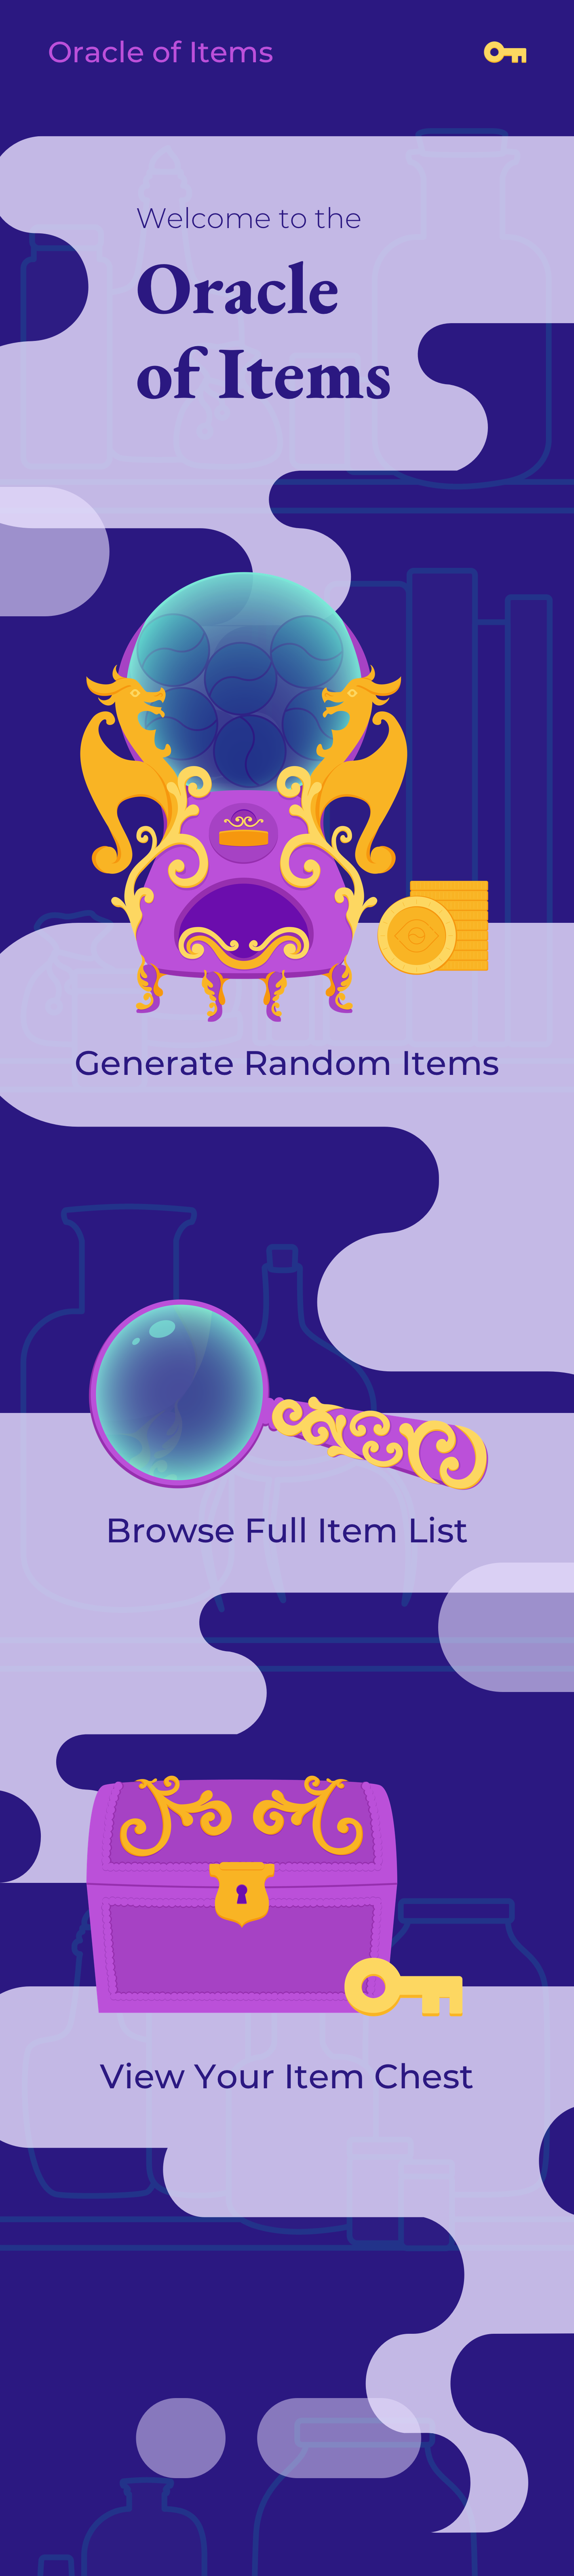 Oracle of Items
Welcome to the
Oracle
of Items
Generate Random Items
Browse Full Item List
View Your Item Chest